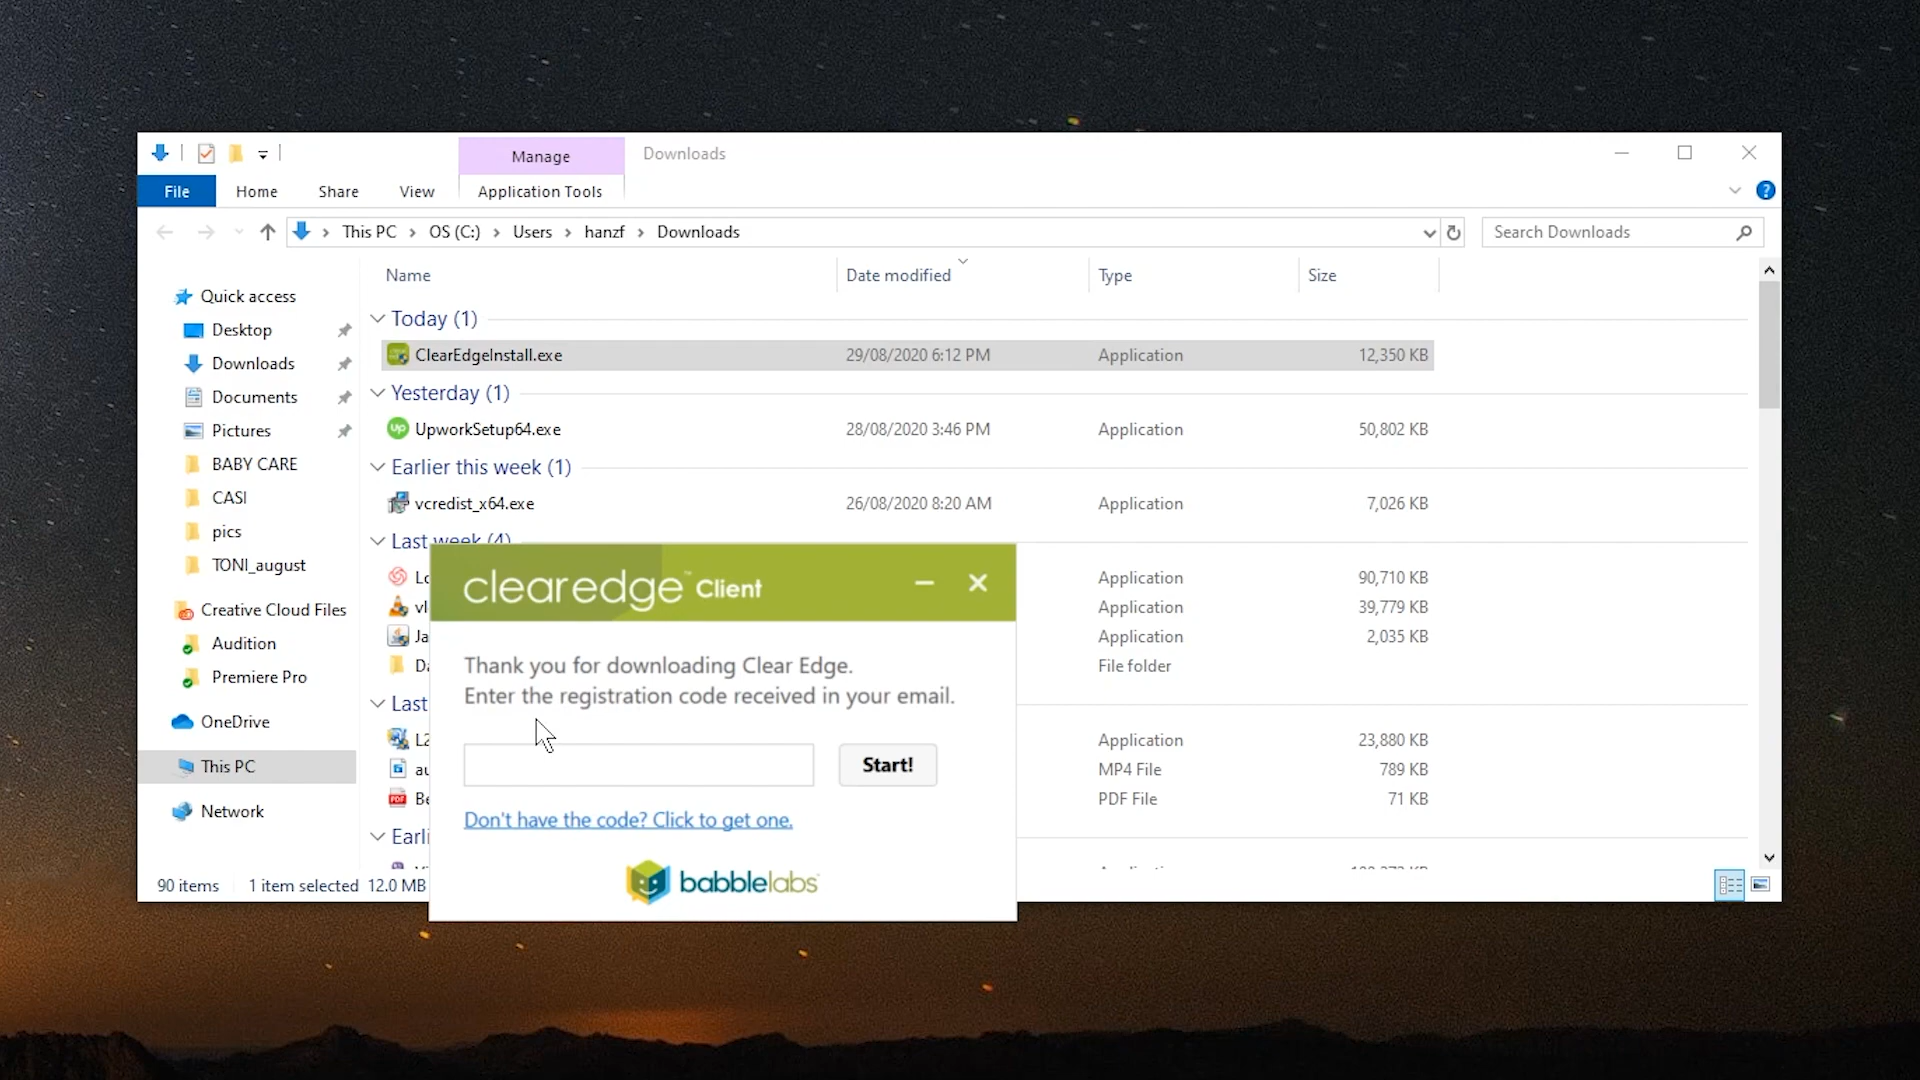 Manage
Downloads
File
Home
Share
View
Application Tools
This PC
OS (C:)
Users
hanzf
Downloads
Search Downloads
Name
Date modified
Type
Size
Quick access
Desktop
Downloads
Documents
Pictures
BABY CARE
CASI
pics
TONI_august
Creative Cloud Files
Audition
Premiere Pro
OneDrive
This PC
Network
Today (1)
ClearEdgeInstall.exe 29/08/2020 6:12 PM Application 12,350 KB
Yesterday (1)
UpworkSetup64.exe 28/08/2020 3:46 PM Application 50,802 KB
Earlier this week (1)
vcredist_x64.exe 26/08/2020 8:20 AM Application 7,026 KB
Last week (4)
Application 90,710 KB
Application 39,779 KB
Application 2,035 KB
File folder
Last
Application 23,880 KB
MP4 File 789 KB
PDF File 71 KB
clearedge™ Client
Thank you for downloading Clear Edge.
Enter the registration code received in your email.
Start!
Don't have the code? Click to get one.
babblelabs
90 items
1 item selected 12.0 MB